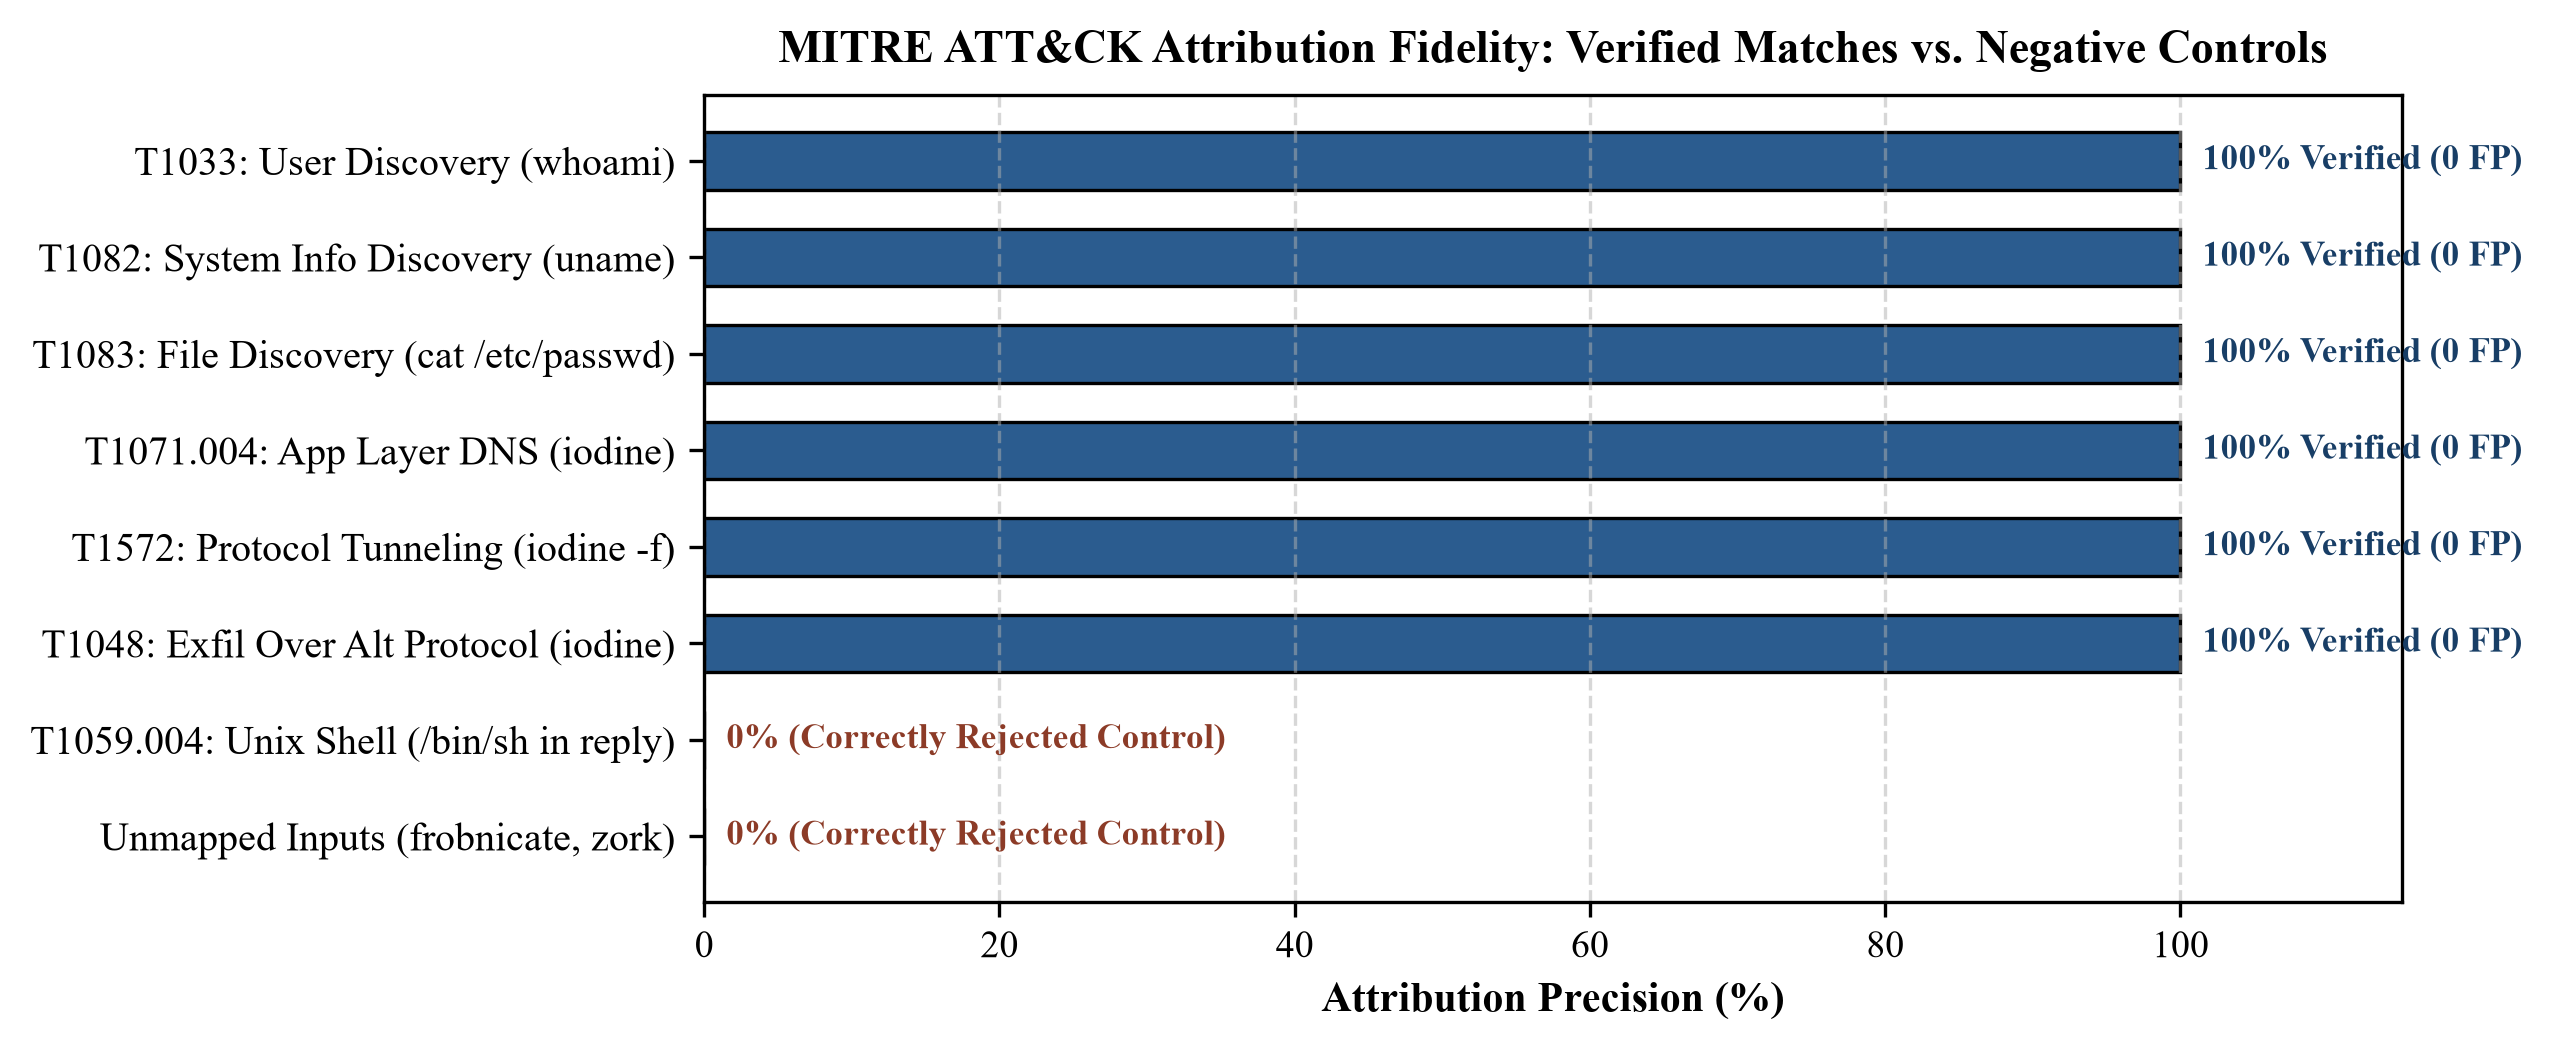 MITRE ATT&CK Attribution Fidelity: Verified Matches vs. Negative Controls
T1033: User Discovery (whoami) 100% Verified (0 FP)
T1082: System Info Discovery (uname) 100% Verified (0 FP)
T1083: File Discovery (cat /etc/passwd) 100% Verified (0 FP)
T1071.004: App Layer DNS (iodine) 100% Verified (0 FP)
T1572: Protocol Tunneling (iodine -f) 100% Verified (0 FP)
T1048: Exfil Over Alt Protocol (iodine) 100% Verified (0 FP)
T1059.004: Unix Shell (/bin/sh in reply) 0% (Correctly Rejected Control)
Unmapped Inputs (frobnicate, zork) 0% (Correctly Rejected Control)
0 20 40 60 80 100
Attribution Precision (%)